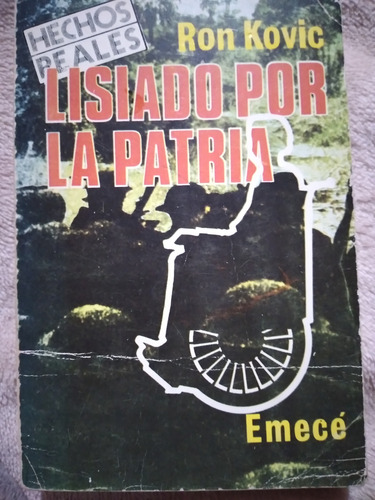 HECHOS
REALES
Ron Kovic
LISIADO POR
LA PATRIA
Emecé